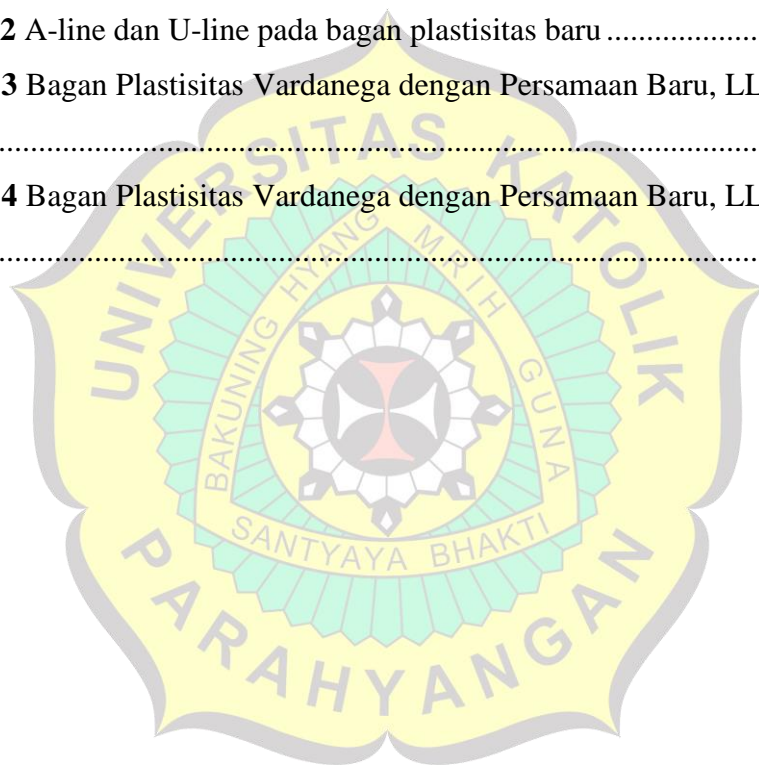 2 A-line dan U-line pada bagan plastisitas baru ....................
3 Bagan Plastisitas Vardanega dengan Persamaan Baru, LL
................................................................................
4 Bagan Plastisitas Vardanega dengan Persamaan Baru, LL
................................................................................
UNIVERSITAS KATOLIK
BAKUNING HYANG MRIH GUNA
SANTYAYA BHAKTI
PARAHYANGAN